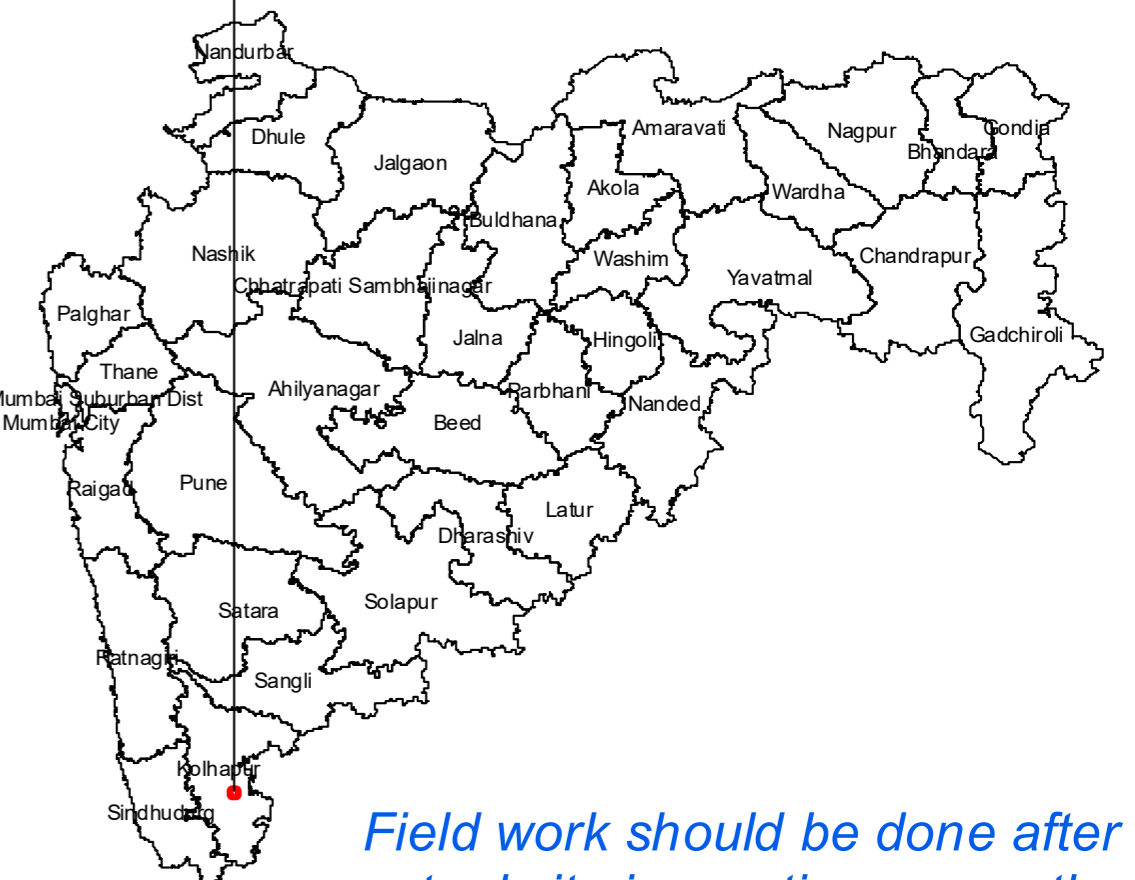 Nandurbar
Dhule
Jalgaon
Amaravati
Nagpur
Gondia
Bhandara
Akola
Wardha
Buldhana
Nashik
Washim
Chandrapur
Yavatmal
Chhatrapati Sambhajinagar
Palghar
Jalna
Hingoli
Gadchiroli
Thane
Ahilyanagar
Parbhani
Mumbai Suburban Dist
Nanded
Mumbai City
Beed
Raigad
Pune
Latur
Dharashiv
Solapur
Satara
Ratnagiri
Sangli
Kolhapur
Sindhudurg
Field work should be done after